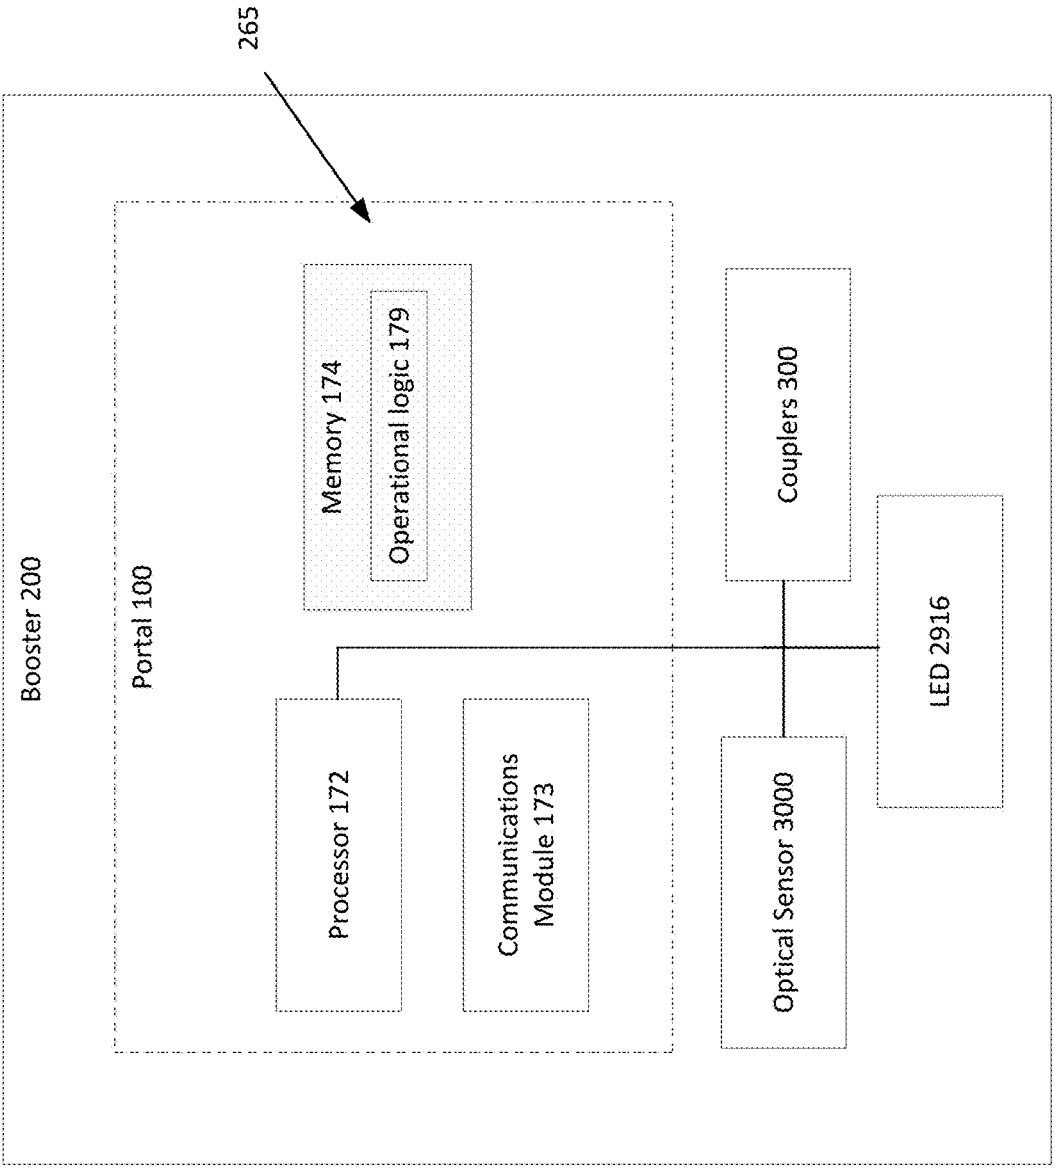 265
Booster 200
Portal 100
Processor 172
Memory 174
Operational logic 179
Communications
Module 173
Optical Sensor 3000
Couplers 300
LED 2916